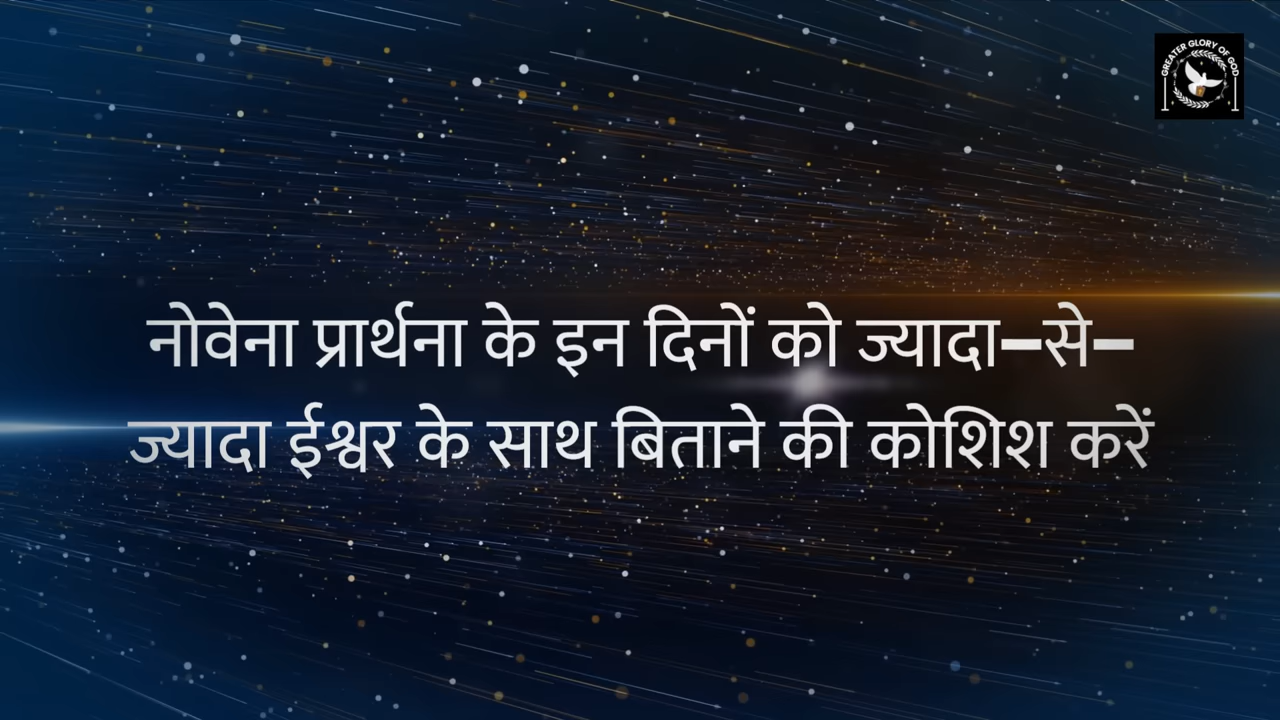 GREATER GLORY OF GOD
नोवेना प्रार्थना के इन दिनों को ज्यादा–से–
ज्यादा ईश्वर के साथ बिताने की कोशिश करें